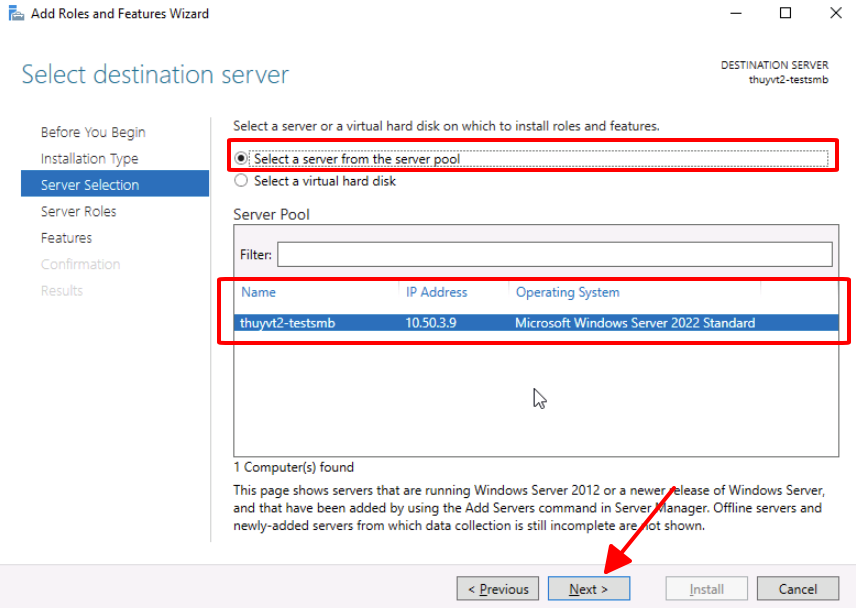 Add Roles and Features Wizard
Select destination server
DESTINATION SERVER
thuyvt2-testsmb
Before You Begin
Installation Type
Server Selection
Server Roles
Features
Confirmation
Results
Select a server or a virtual hard disk on which to install roles and features.
Select a server from the server pool
Select a virtual hard disk
Server Pool
Filter:
Name IP Address Operating System
thuyvt2-testsmb 10.50.3.9 Microsoft Windows Server 2022 Standard
1 Computer(s) found
This page shows servers that are running Windows Server 2012 or a newer release of Windows Server,
and that have been added by using the Add Servers command in Server Manager. Offline servers and
newly-added servers from which data collection is still incomplete are not shown.
< Previous Next > Install Cancel